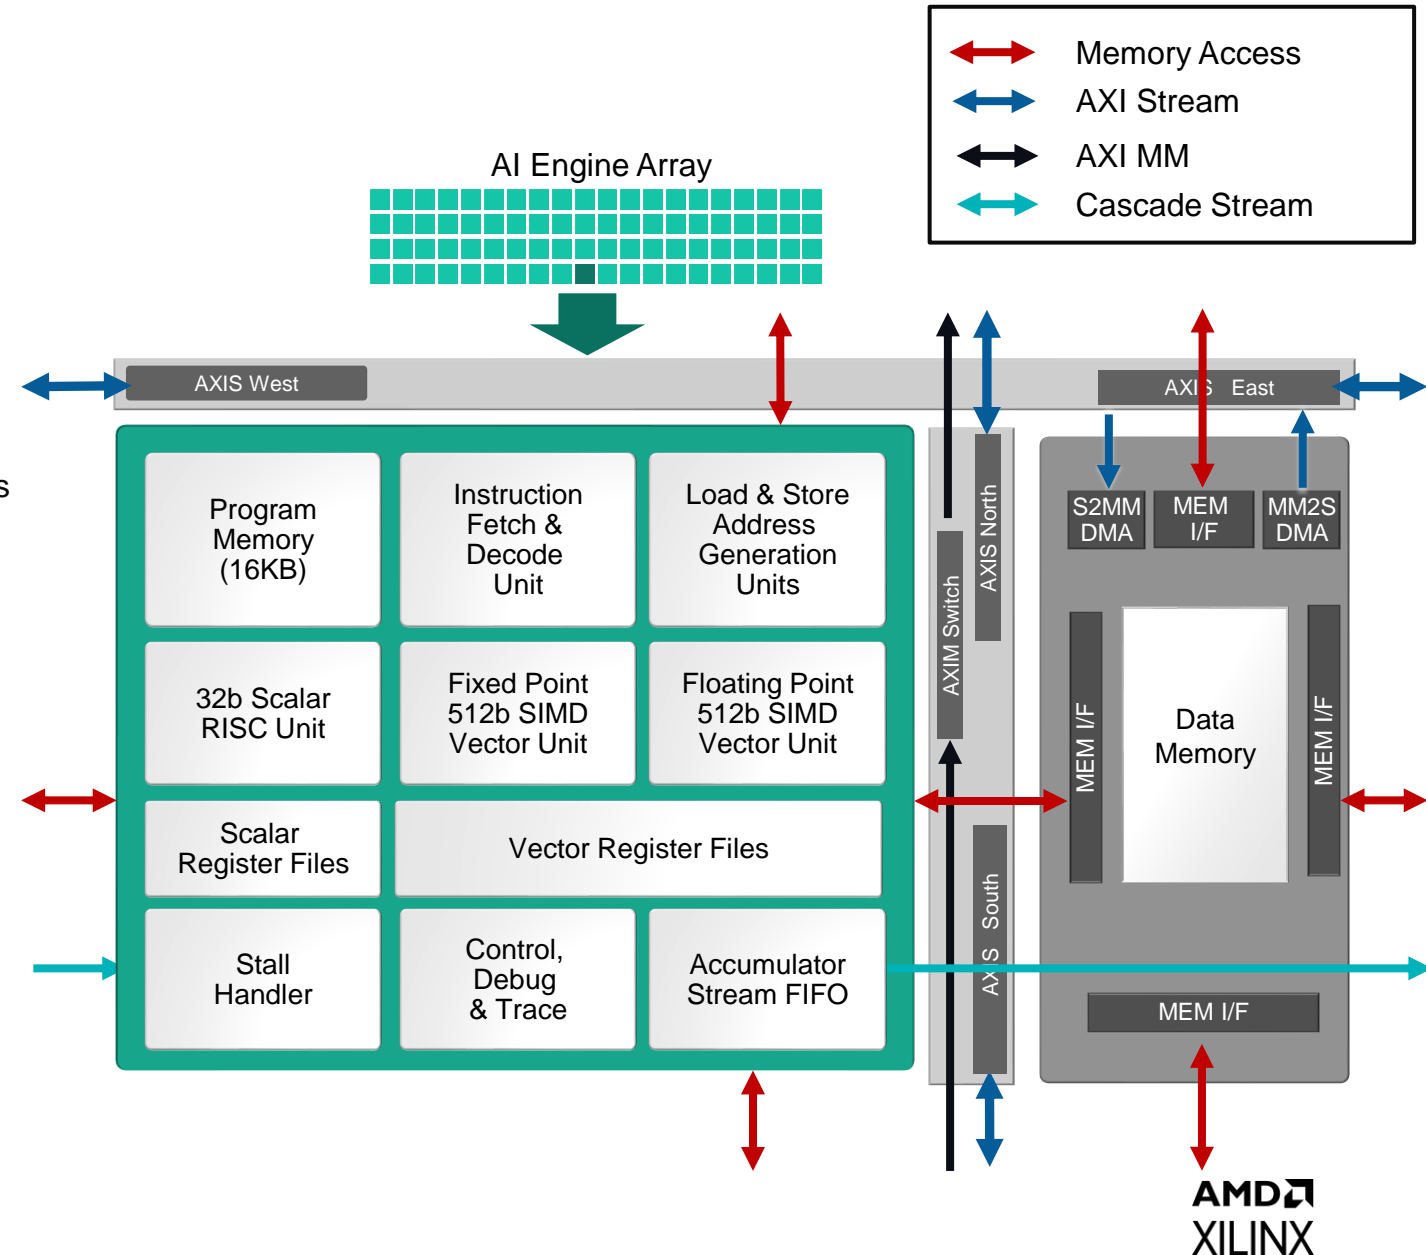 Memory Access
AXI Stream
AXI MM
Cascade Stream
AI Engine Array
AXIS West
AXIS East
s
Program
Memory
(16KB)
Instruction
Fetch &
Decode
Unit
Load & Store
Address
Generation
Units
32b Scalar
RISC Unit
Fixed Point
512b SIMD
Vector Unit
Floating Point
512b SIMD
Vector Unit
Scalar
Register Files
Vector Register Files
Stall
Handler
Control,
Debug
& Trace
Accumulator
Stream FIFO
AXIM Switch
AXIS North
AXIS South
S2MM
DMA
MEM
I/F
MM2S
DMA
MEM I/F
Data
Memory
MEM I/F
MEM I/F
AMD
XILINX